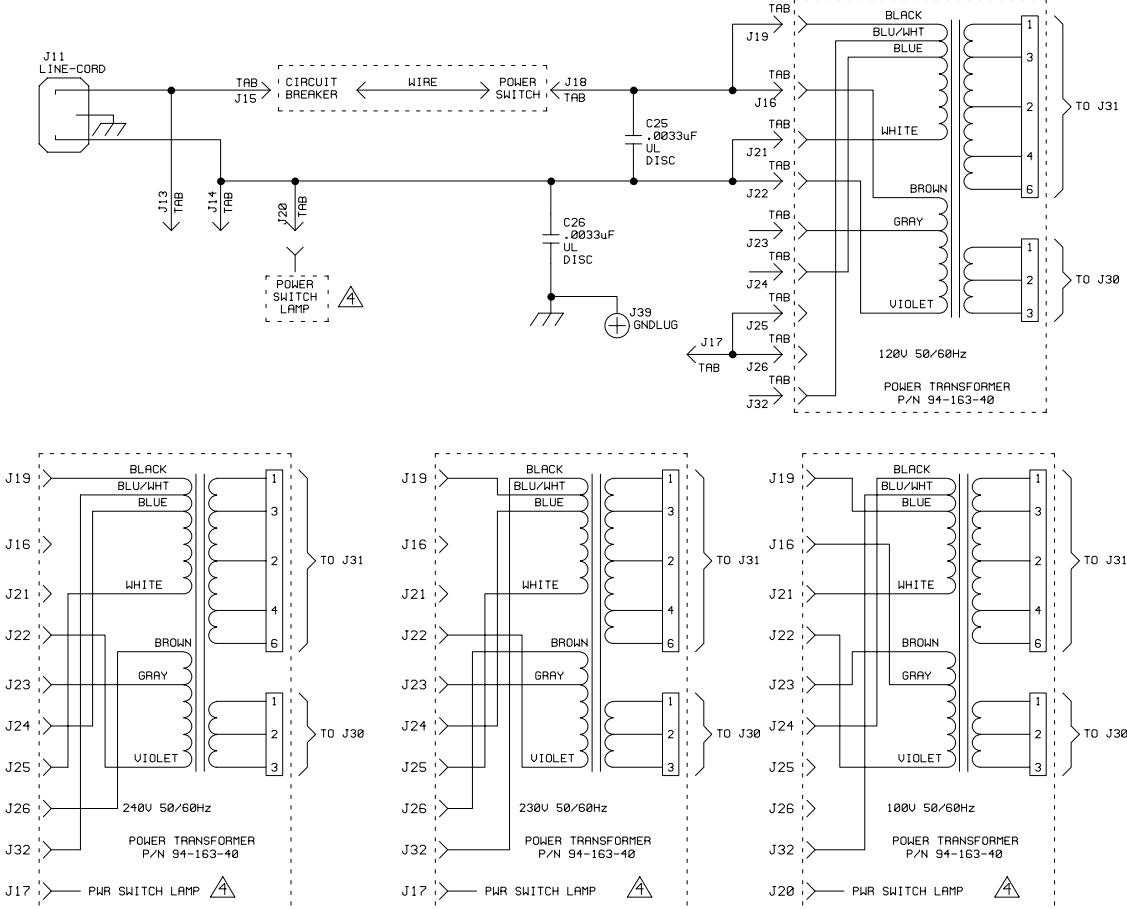 J11
LINE-CORD
TAB
J15
CIRCUIT
BREAKER
WIRE
POWER
SWITCH
J18
TAB
C25
.0033uF
UL
DISC
J13
TAB
J14
TAB
J20
TAB
POWER
SWITCH
LAMP
4
C26
.0033uF
UL
DISC
J39
GNDLUG
TAB
J19
TAB
J16
TAB
J21
TAB
J22
TAB
J23
TAB
J24
TAB
J25
J17
TAB
TAB
J26
TAB
J32
BLACK
BLU/WHT
BLUE
WHITE
BROWN
GRAY
VIOLET
1
3
2
4
6
TO J31
1
2
3
TO J30
120V 50/60Hz
POWER TRANSFORMER
P/N 94-163-40
J19
J16
J21
J22
J23
J24
J25
J26
J32
J17
BLACK
BLU/WHT
BLUE
WHITE
BROWN
GRAY
VIOLET
1
3
2
4
6
TO J31
1
2
3
TO J30
240V 50/60Hz
POWER TRANSFORMER
P/N 94-163-40
PWR SWITCH LAMP
4
J19
J16
J21
J22
J23
J24
J25
J26
J32
J17
BLACK
BLU/WHT
BLUE
WHITE
BROWN
GRAY
VIOLET
1
3
2
4
6
TO J31
1
2
3
TO J30
230V 50/60Hz
POWER TRANSFORMER
P/N 94-163-40
PWR SWITCH LAMP
4
J19
J16
J21
J22
J23
J24
J25
J26
J32
J20
BLACK
BLU/WHT
BLUE
WHITE
BROWN
GRAY
VIOLET
1
3
2
4
6
TO J31
1
2
3
TO J30
100V 50/60Hz
POWER TRANSFORMER
P/N 94-163-40
PWR SWITCH LAMP
4